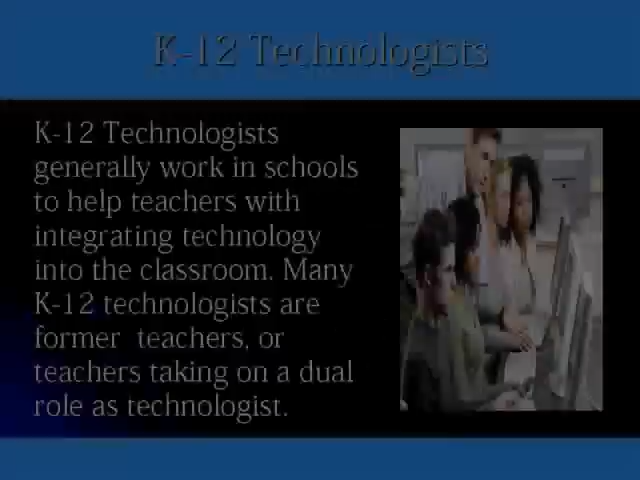 K-12 Technologists
K-12 Technologists
generally work in schools
to help teachers with
integrating technology
into the classroom. Many
K-12 technologists are
former  teachers, or
teachers taking on a dual
role as technologist.